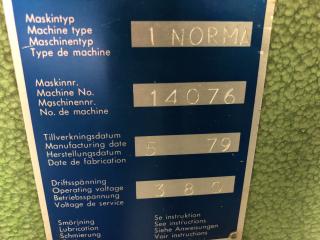 Maskintyp
Machine type
Maschinentyp
Type de machine
1 NORMA
Maskinnr.
Machine No.
Maschinennr.
No. de machine
14076
Tillverkningsdatum
Manufacturing date
Herstellungsdatum
Date de fabrication
5 79
Driftsspänning
Operating voltage
Betriebsspannung
Voltage de service
380
Smörjning
Lubrication
Schmierung
Se instruktion
See instructions
Siehe Anweisungen
Voir instructions